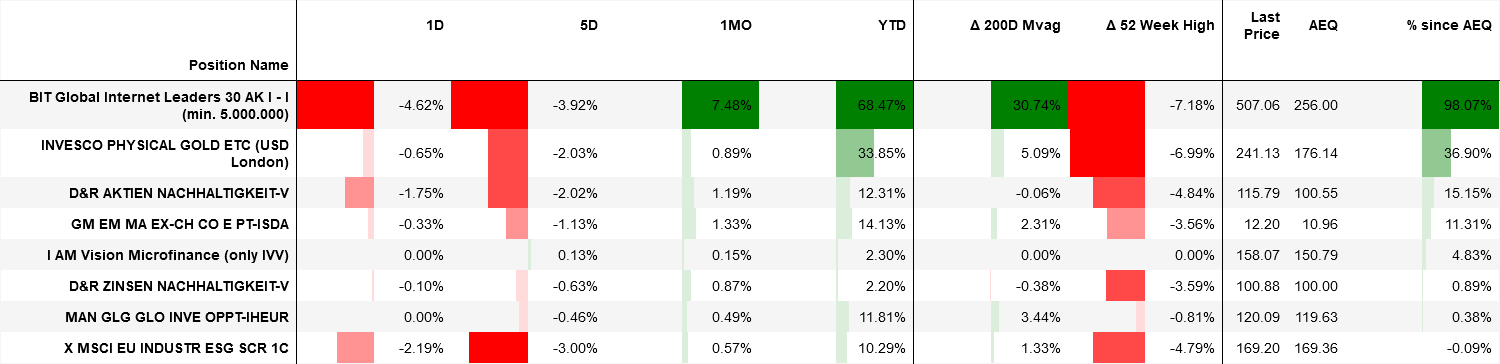 Position Name 1D 5D 1MO YTD Δ 200D Mvag Δ 52 Week High Last Price AEQ % since AEQ
BIT Global Internet Leaders 30 AK I - I (min. 5.000.000) -4.62% -3.92% 7.48% 68.47% 30.74% -7.18% 507.06 256.00 98.07%
INVESCO PHYSICAL GOLD ETC (USD London) -0.65% -2.03% 0.89% 33.85% 5.09% -6.99% 241.13 176.14 36.90%
D&R AKTIEN NACHHALTIGKEIT-V -1.75% -2.02% 1.19% 12.31% -0.06% -4.84% 115.79 100.55 15.15%
GM EM MA EX-CH CO E PT-ISDA -0.33% -1.13% 1.33% 14.13% 2.31% -3.56% 12.20 10.96 11.31%
I AM Vision Microfinance (only IVV) 0.00% 0.13% 0.15% 2.30% 0.00% 0.00% 158.07 150.79 4.83%
D&R ZINSEN NACHHALTIGKEIT-V -0.10% -0.63% 0.87% 2.20% -0.38% -3.59% 100.88 100.00 0.89%
MAN GLG GLO INVE OPPT-IHEUR 0.00% -0.46% 0.49% 11.81% 3.44% -0.81% 120.09 119.63 0.38%
X MSCI EU INDUSTR ESG SCR 1C -2.19% -3.00% 0.57% 10.29% 1.33% -4.79% 169.20 169.36 -0.09%